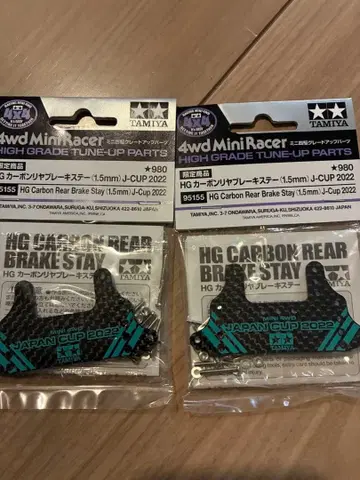 4X4
TAMIYA
4wd Mini Racer
ミニ四駆グレードアップパーツ
HIGH GRADE TUNE-UP PARTS
限定商品
★980
HG カーボンリヤブレーキステー (1.5mm) J-CUP 2022
95155
HG Carbon Rear Brake Stay (1.5mm) J-Cup 2022
TAMIYA, INC. 3-7 ONDAWARA, SURUGA-KU, SHIZUOKA 422-8610 JAPAN
HG CARBON REAR
BRAKE STAY
HG カーボンリヤブレーキステー
TAMIYA
JAPAN CUP 2022
TAMIYA
4X4
TAMIYA
4wd Mini Racer
ミニ四駆グレードアップパーツ
HIGH GRADE TUNE-UP PARTS
限定商品
★980
HG カーボンリヤブレーキステー (1.5mm) J-CUP 2022
95155
HG Carbon Rear Brake Stay (1.5mm) J-Cup 2022
TAMIYA, INC. 3-7 ONDAWARA, SURUGA-KU, SHIZUOKA 422-8610 JAPAN
HG CARBON REAR
BRAKE STAY
HG カーボンリヤブレーキステー
TAMIYA
JAPAN CUP 2022
TAMIYA